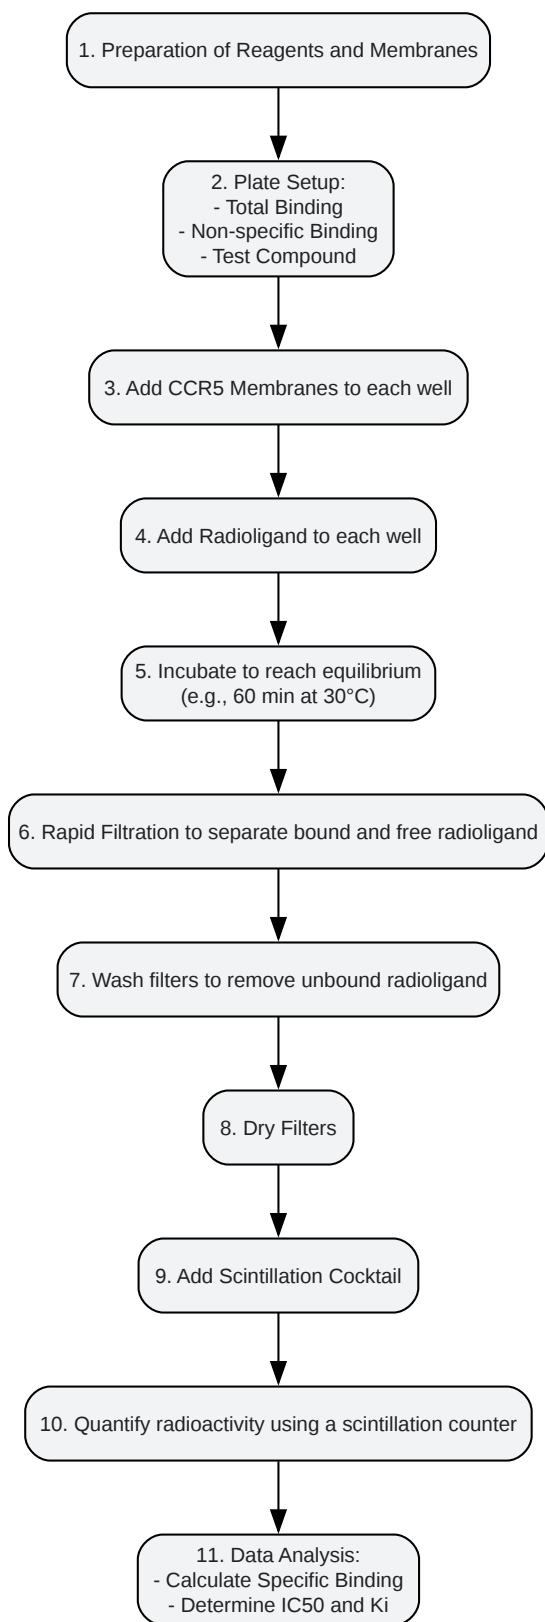 1. Preparation of Reagents and Membranes
2. Plate Setup:
- Total Binding
- Non-specific Binding
- Test Compound
3. Add CCR5 Membranes to each well
4. Add Radioligand to each well
5. Incubate to reach equilibrium
(e.g., 60 min at 30°C)
6. Rapid Filtration to separate bound and free radioligand
7. Wash filters to remove unbound radioligand
8. Dry Filters
9. Add Scintillation Cocktail
10. Quantify radioactivity using a scintillation counter
11. Data Analysis:
- Calculate Specific Binding
- Determine IC50 and Ki